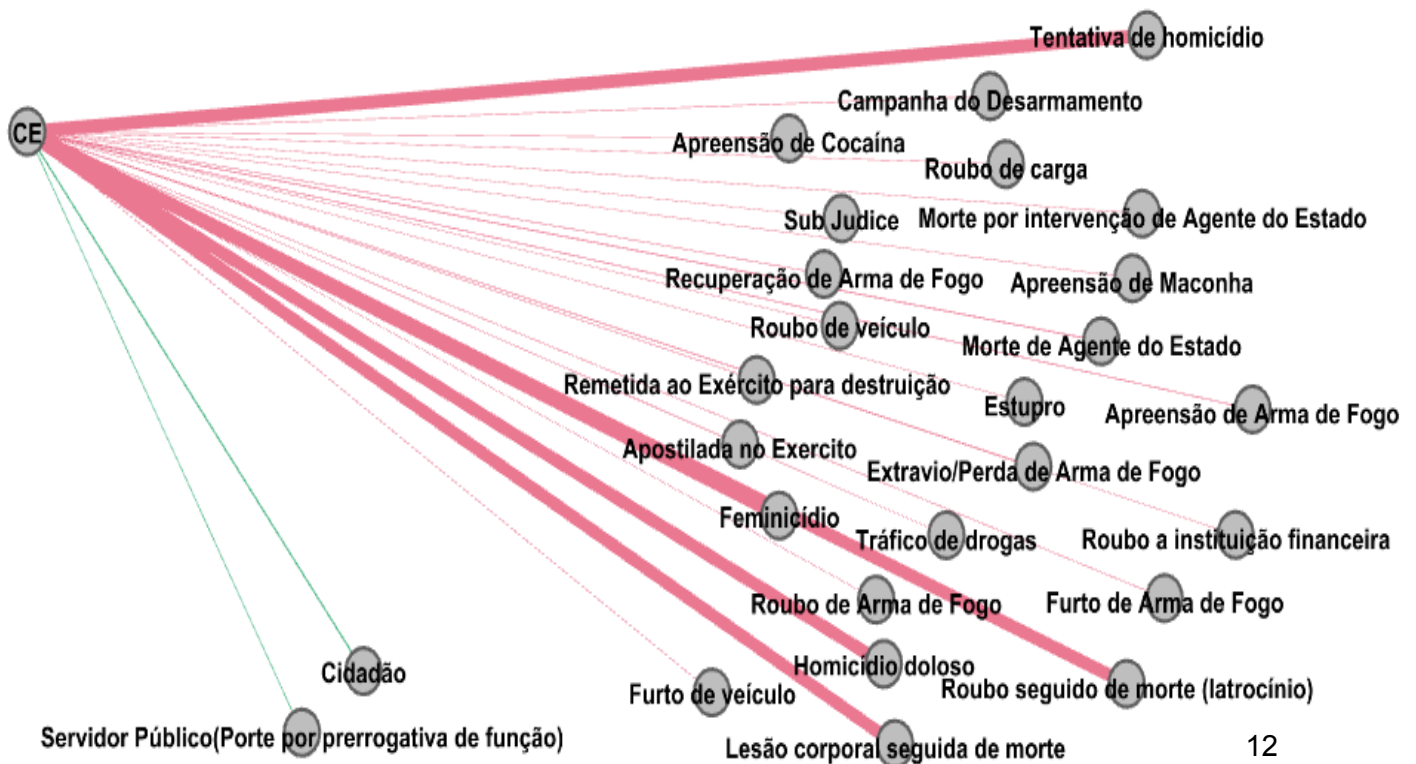 Tentativa de homicídio
Campanha do Desarmamento
CE
Apreensão de Cocaína
Roubo de carga
Sub Judice
Morte por intervenção de Agente do Estado
Recuperação de Arma de Fogo
Apreensão de Maconha
Roubo de veículo
Morte de Agente do Estado
Remetida ao Exército para destruição
Estupro
Apreensão de Arma de Fogo
Apostilada no Exercito
Extravio/Perda de Arma de Fogo
Feminicídio
Tráfico de drogas
Roubo a instituição financeira
Roubo de Arma de Fogo
Furto de Arma de Fogo
Homicídio doloso
Cidadão
Furto de veículo
Roubo seguido de morte (latrocínio)
Servidor Público(Porte por prerrogativa de função)
Lesão corporal seguida de morte
12